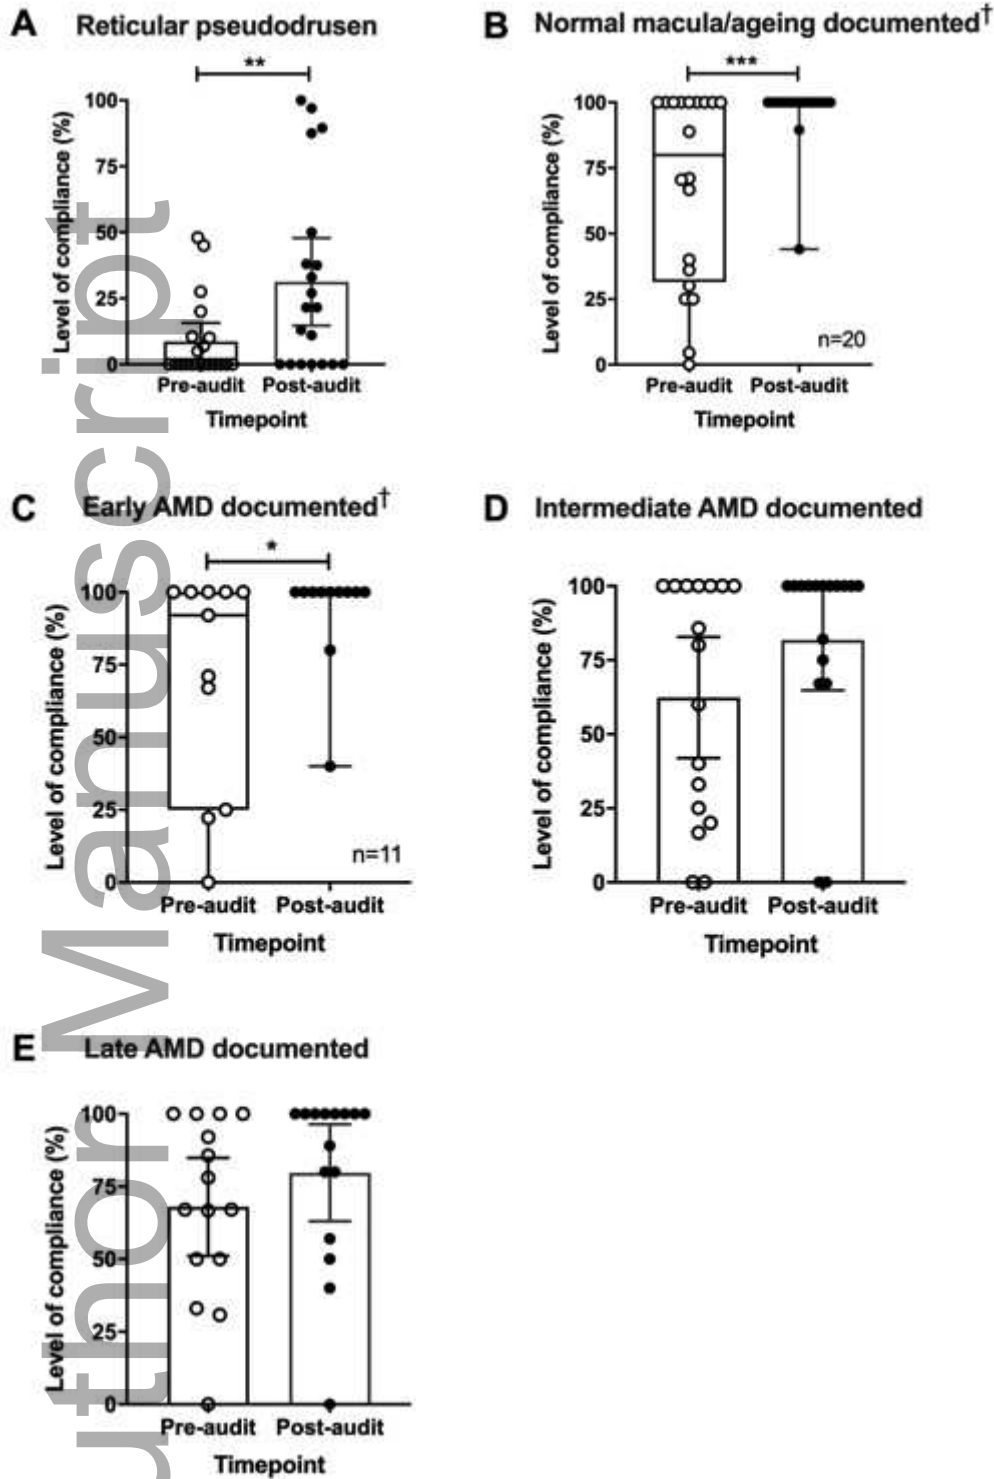 A Reticular pseudodrusen
**
Level of compliance (%)
100
75
50
25
0
Pre-audit Post-audit
Timepoint
B Normal macula/ageing documented†
***
Level of compliance (%)
100
75
50
25
0
n=20
Pre-audit Post-audit
Timepoint
C Early AMD documented†
*
Level of compliance (%)
100
75
50
25
0
n=11
Pre-audit Post-audit
Timepoint
D Intermediate AMD documented
Level of compliance (%)
100
75
50
25
0
Pre-audit Post-audit
Timepoint
E Late AMD documented
Level of compliance (%)
100
75
50
25
0
Pre-audit Post-audit
Timepoint
uthor Manuscript